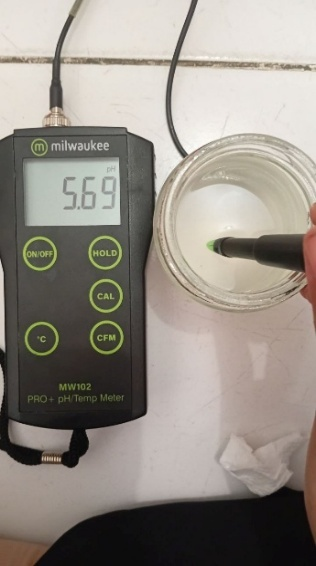 m milwaukee
pH
5.69
ON/OFF
HOLD
CAL
°C
CFM
MW102
PRO+ pH/Temp Meter